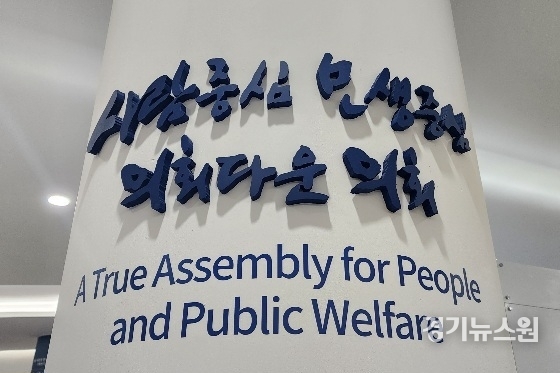 사람중심 민생중심
의회다운 의회
A True Assembly for People
and Public Welfare
경기뉴스원